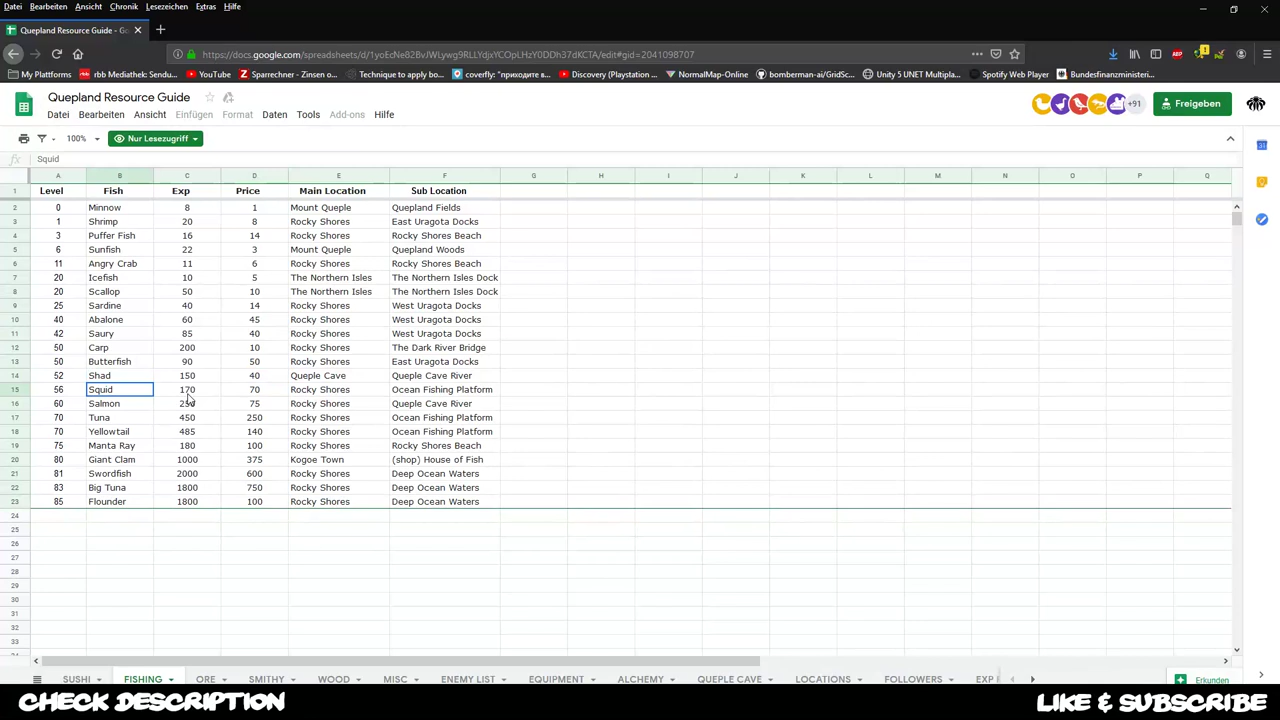 Datei Bearbeiten Ansicht Chronik Lesezeichen Extras Hilfe
Quepland Resource Guide - Go
https://docs.google.com/spreadsheets/d/1yoEcNe82BvJWLywg9RLLYdjxYCOpLHzY0DDh37dKCTA/edit#gid=2041098707
My Platforms rbb Mediathek: Sendu... YouTube Sparrechner - Zinsen o... Technique to apply bo... coverfly: "приходите в... Discovery (Playstation ... NormalMap-Online bomberman-ai/GridSc... Unity 5 UNET Multipla... Spotify Web Player Bundesfinanzministeri...
Quepland Resource Guide
+91 Freigeben
Datei Bearbeiten Ansicht Einfügen Format Daten Tools Add-ons Hilfe
100% Nur Lesezugriff
fx Squid
A B C D E F G H I J K L M N O P Q
1 Level Fish Exp Price Main Location Sub Location
2 0 Minnow 8 1 Mount Queple Quepland Fields
3 1 Shrimp 20 8 Rocky Shores East Uragota Docks
4 3 Puffer Fish 16 14 Rocky Shores Rocky Shores Beach
5 6 Sunfish 22 3 Mount Queple Quepland Woods
6 11 Angry Crab 11 6 Rocky Shores Rocky Shores Beach
7 20 Icefish 10 5 The Northern Isles The Northern Isles Dock
8 20 Scallop 50 10 The Northern Isles The Northern Isles Dock
9 25 Sardine 40 14 Rocky Shores West Uragota Docks
10 40 Abalone 60 45 Rocky Shores West Uragota Docks
11 42 Saury 85 40 Rocky Shores West Uragota Docks
12 50 Carp 200 10 Rocky Shores The Dark River Bridge
13 50 Butterfish 90 50 Rocky Shores East Uragota Docks
14 52 Shad 150 40 Queple Cave Queple Cave River
15 56 Squid 170 70 Rocky Shores Ocean Fishing Platform
16 60 Salmon 75 Rocky Shores Queple Cave River
17 70 Tuna 450 250 Rocky Shores Ocean Fishing Platform
18 70 Yellowtail 485 140 Rocky Shores Ocean Fishing Platform
19 75 Manta Ray 180 100 Rocky Shores Rocky Shores Beach
20 80 Giant Clam 1000 375 Kogoe Town (shop) House of Fish
21 81 Swordfish 2000 600 Rocky Shores Deep Ocean Waters
22 83 Big Tuna 1800 750 Rocky Shores Deep Ocean Waters
23 85 Flounder 1800 100 Rocky Shores Deep Ocean Waters
24
25
26
27
28
29
30
31
32
33
SUSHI FISHING ORE SMITHY WOOD MISC ENEMY LIST EQUIPMENT ALCHEMY QUEPLE CAVE LOCATIONS FOLLOWERS EXP Erkunden
CHECK DESCRIPTION LIKE & SUBSCRIBE